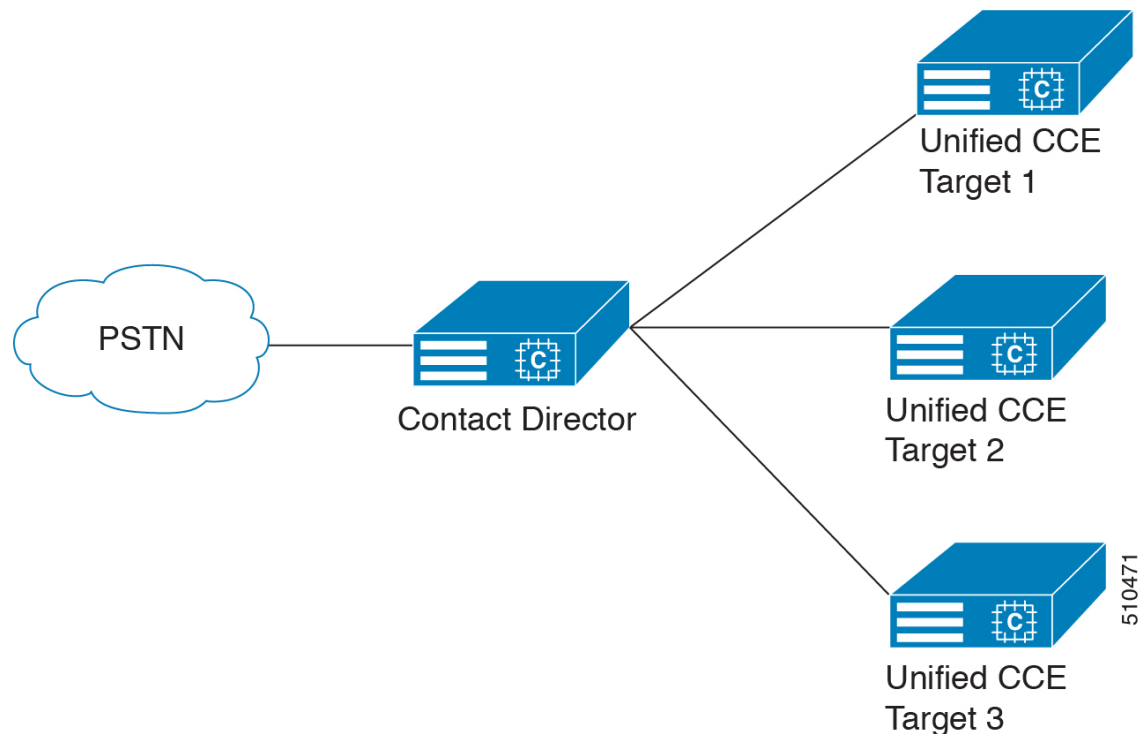 PSTN
Contact Director
Unified CCE
Target 1
Unified CCE
Target 2
Unified CCE
Target 3
C
C
C
C
510471